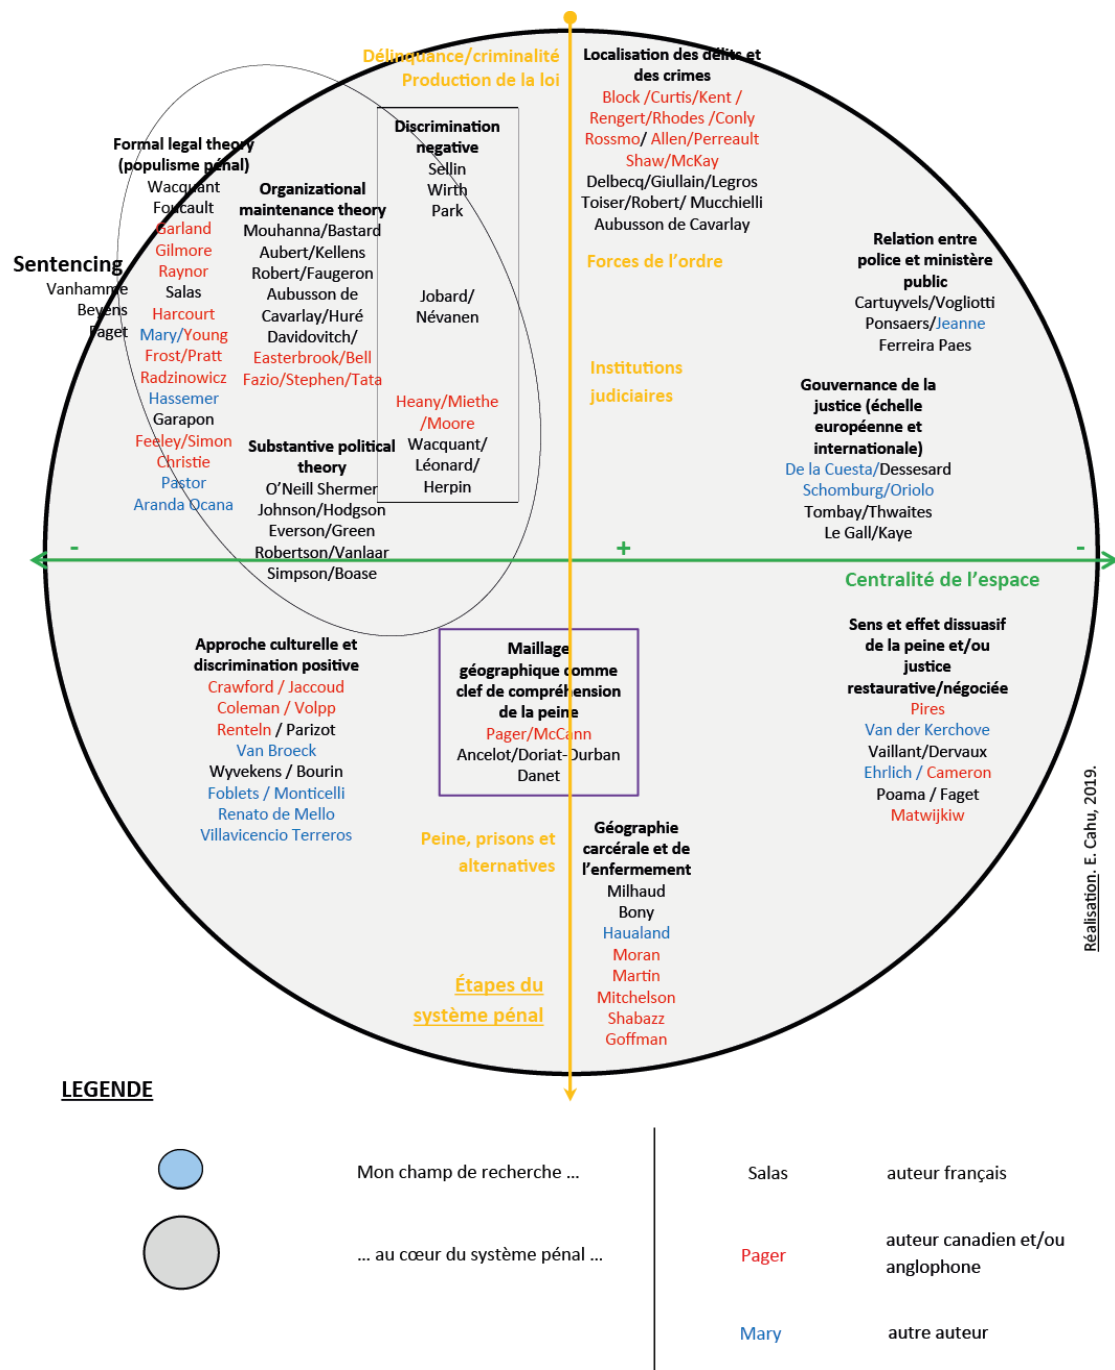 Délinquance/criminalité
Production de la loi
Localisation des délits et
des crimes
Block /Curtis/Kent /
Rengert/Rhodes /Conly
Rossmo/ Allen/Perreault
Shaw/McKay
Delbecq/Giullain/Legros
Toiser/Robert/ Mucchielli
Aubusson de Cavarlay
Formal legal theory
(populisme pénal)
Wacquant
Foucault
Garland
Gilmore
Raynor
Salas
Harcourt
Mary/Young
Frost/Pratt
Radzinowicz
Hassemer
Garapon
Feeley/Simon
Christie
Pastor
Aranda Ocana
Sentencing
Vanhamme
Beyens
Faget
Organizational
maintenance theory
Mouhanna/Bastard
Aubert/Kellens
Robert/Faugeron
Aubusson de
Cavarlay/Huré
Davidovitch/
Easterbrook/Bell
Fazio/Stephen/Tata
Discrimination
negative
Sellin
Wirth
Park
Jobard/
Névanen
Heany/Miethe
/Moore
Wacquant/
Léonard/
Herpin
Substantive political
theory
O'Neill Shermer
Johnson/Hodgson
Everson/Green
Robertson/Vanlaar
Simpson/Boase
Forces de l'ordre
Institutions
judiciaires
Relation entre
police et ministère
public
Cartuyvels/Vogliotti
Ponsaers/Jeanne
Ferreira Paes
Gouvernance de la
justice (échelle
européenne et
internationale)
De la Cuesta/Dessesard
Schomburg/Oriolo
Tombay/Thwaites
Le Gall/Kaye
-
+
-
Centralité de l'espace
Approche culturelle et
discrimination positive
Crawford / Jaccoud
Coleman / Volpp
Renteln / Parizot
Van Broeck
Wyvekens / Bourin
Foblets / Monticelli
Renato de Mello
Villavicencio Terreros
Maillage
géographique comme
clef de compréhension
de la peine
Pager/McCann
Ancelot/Doriat-Durban
Danet
Sens et effet dissuasif
de la peine et/ou
justice
restaurative/négociée
Pires
Van der Kerchove
Vaillant/Dervaux
Ehrlich / Cameron
Poama / Faget
Matwijkiw
Peine, prisons et
alternatives
Géographie
carcérale et de
l'enfermement
Milhaud
Bony
Haualand
Moran
Martin
Mitchelson
Shabazz
Goffman
Étapes du
système pénal
Réalisation. E. Cahu, 2019.
LEGENDE
Mon champ de recherche ...
... au cœur du système pénal ...
Salas auteur français
Pager auteur canadien et/ou
anglophone
Mary autre auteur